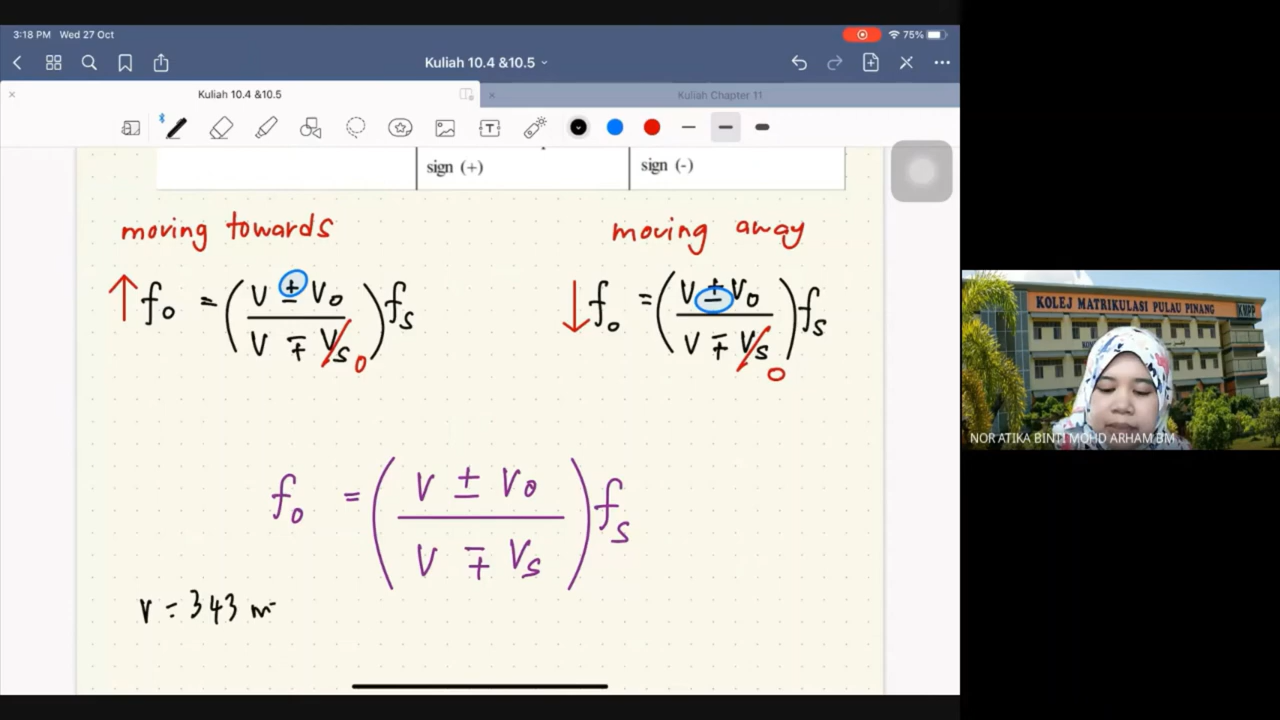 3:18 PM Wed 27 Oct
75%
Kuliah 10.4 &10.5
Kuliah 10.4 &10.5
Kuliah Chapter 11
sign (+)
sign (-)
moving towards
moving away
↑ f₀ = (V ± V₀ / V ∓ Vs 0) fs
↓ f₀ = (V ± V₀ / V ∓ Vs 0) fs
f₀ = (V ± V₀ / V ∓ Vs) fs
V = 343 m
KOLEJ MATRIKULASI PULAU PINANG
KMPP
NOR ATIKA BINTI MOHD ARHAM BM